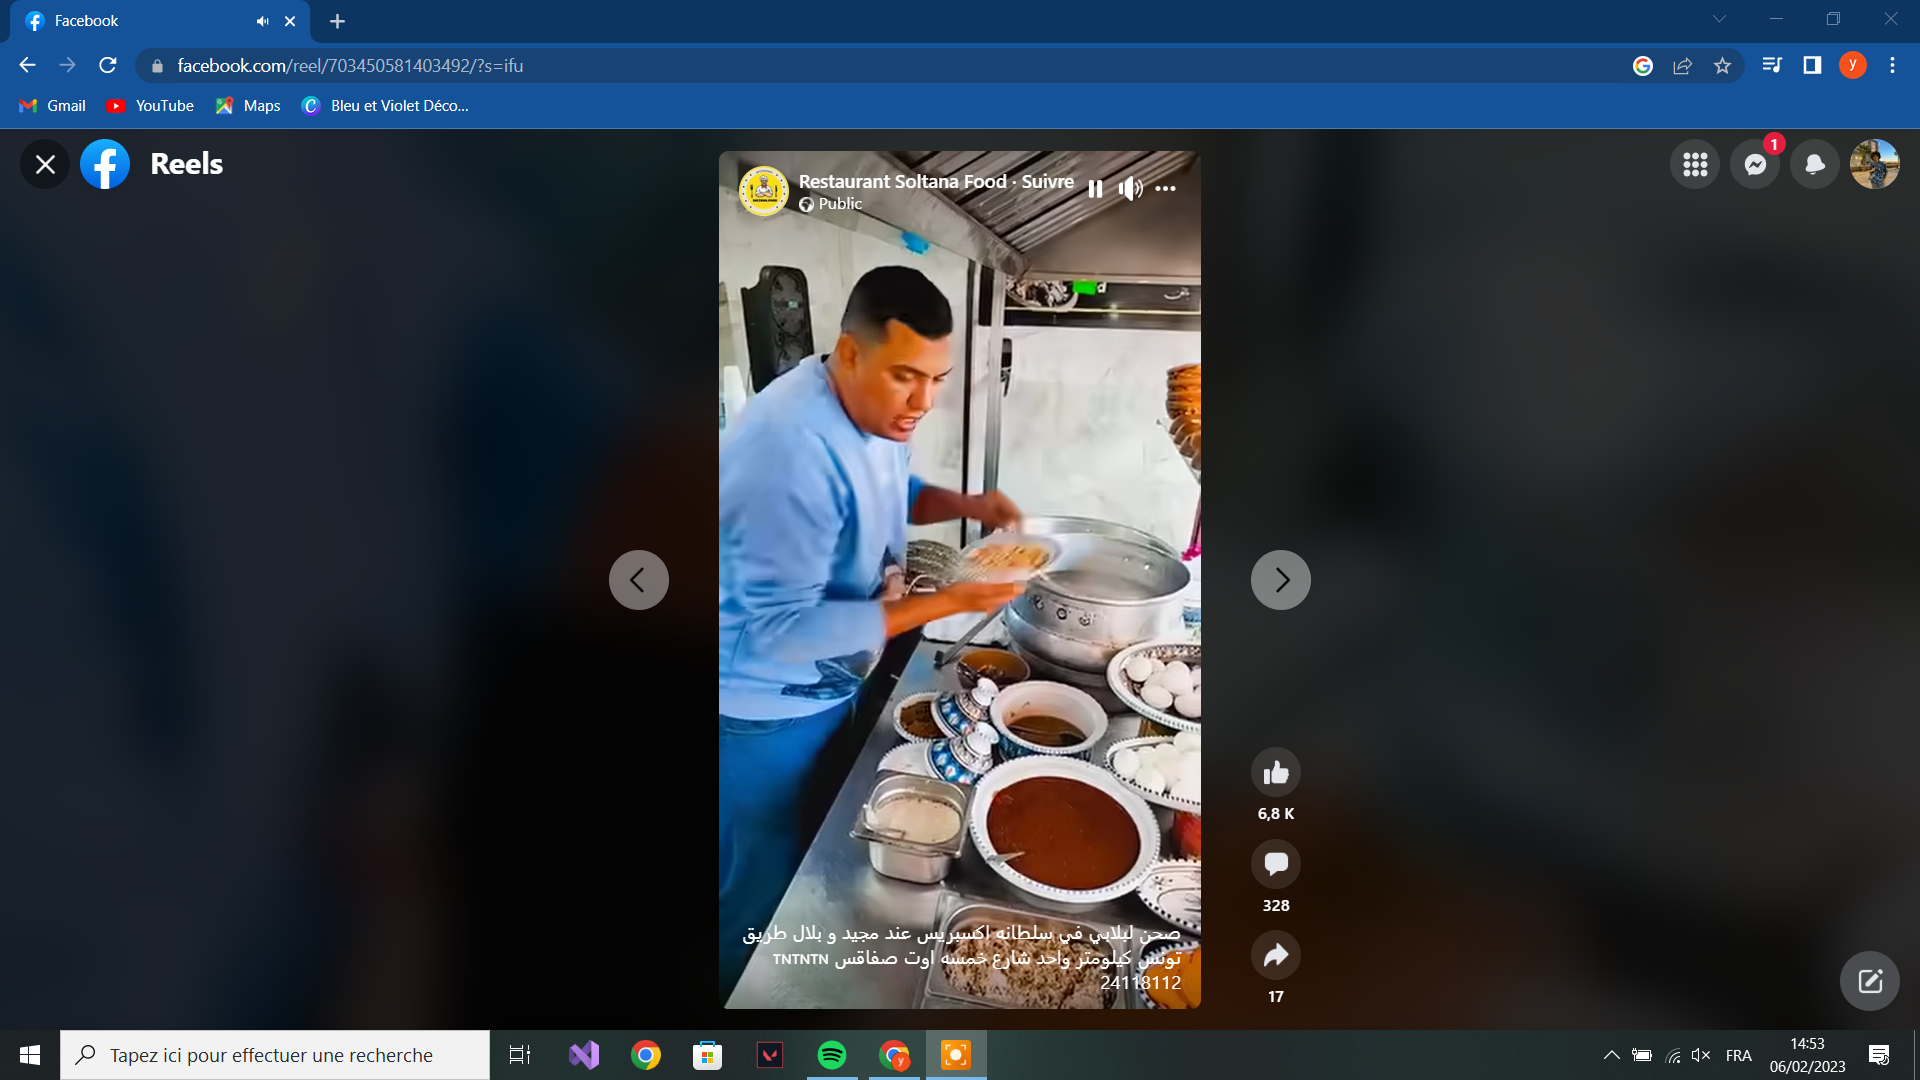 Facebook
facebook.com/reel/703450581403492/?s=ifu
y
Gmail
YouTube
Maps
Bleu et Violet Déco...
Reels
1
Restaurant Soltana Food · Suivre
Public
6,8 K
328
17
صحن لبلابي في سلطانه اكسبريس عند مجيد و بلال طريق
تونس كيلومتر واحد شارع خمسه اوت صفاقس TNTNTN
24118112
Tapez ici pour effectuer une recherche
FRA
14:53
06/02/2023